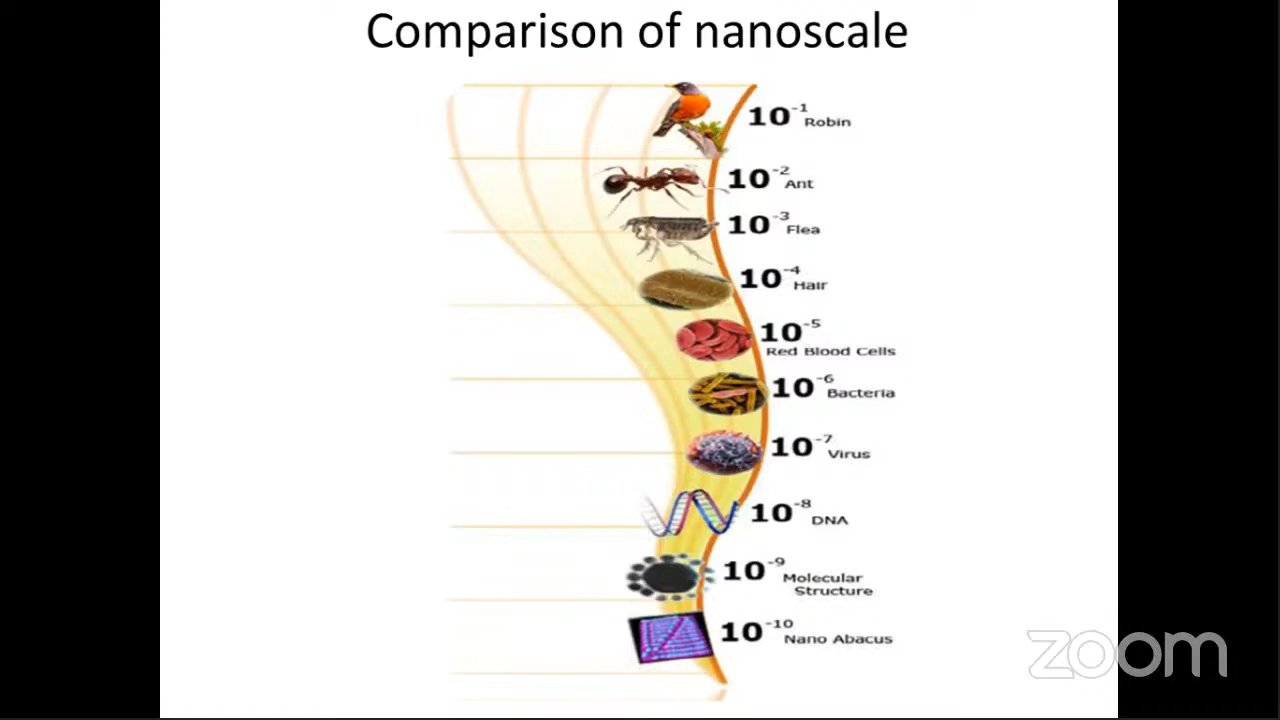 Comparison of nanoscale
10⁻¹ Robin
10⁻² Ant
10⁻³ Flea
10⁻⁴ Hair
10⁻⁵
Red Blood Cells
10⁻⁶ Bacteria
10⁻⁷ Virus
10⁻⁸ DNA
10⁻⁹ Molecular
Structure
10⁻¹⁰ Nano Abacus
zoom